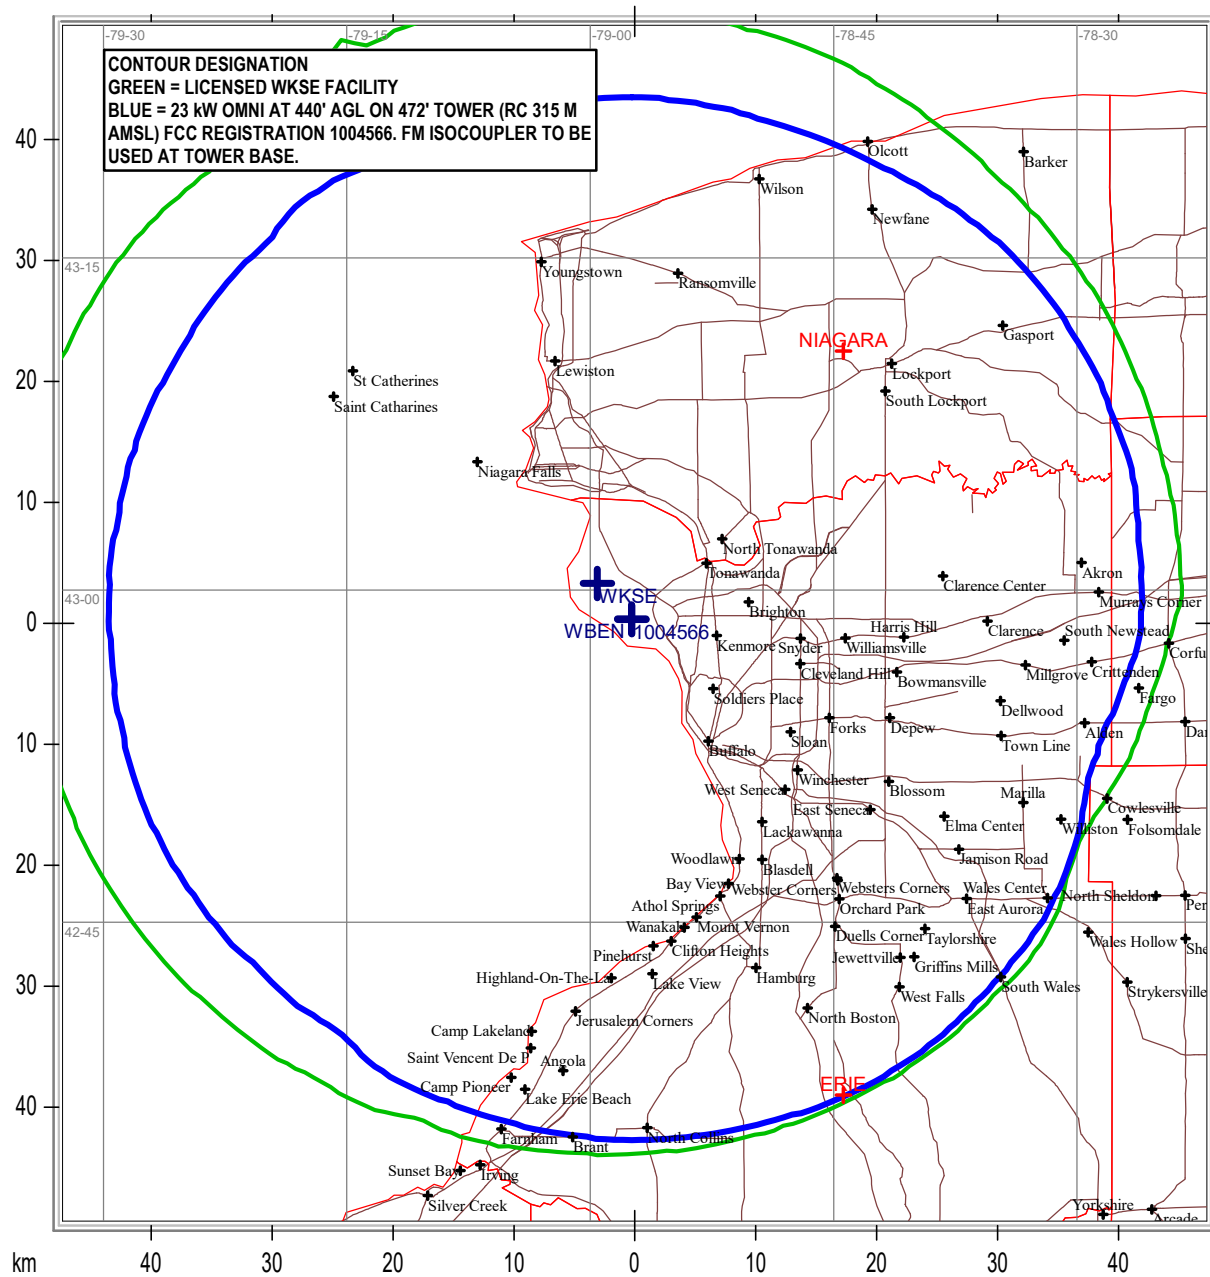 -79-30
-79-15
-79-00
-78-45
-78-30
CONTOUR DESIGNATION
GREEN = LICENSED WKSE FACILITY
BLUE = 23 kW OMNI AT 440' AGL ON 472' TOWER (RC 315 M
AMSL) FCC REGISTRATION 1004566. FM ISOCOUPLER TO BE
USED AT TOWER BASE.
40
Olcott
Barker
Wilson
Newfane
30
43-15
Youngstown
Ransomville
Gasport
NIAGARA
Lewiston
Lockport
20
St Catherines
South Lockport
Saint Catharines
Niagara Falls
10
North Tonawanda
Tonawanda
Akron
Clarence Center
43-00
WKSE
Murrays Corner
Brighton
0
WBEN
1004566
Harris Hill
Clarence
South Newstead
Kenmore
Snyder
Williamsville
Corfu
Cleveland Hill
Bowmansville
Millgrove
Crittenden
Soldiers Place
Dellwood
Fargo
Forks
Depew
Alden
Dar
10
Buffalo
Sloan
Town Line
Winchester
West Seneca
Blossom
Marilla
East Seneca
Cowlesville
Lackawanna
Elma Center
Williston
Folsomdale
20
Woodlawn
Blasdell
Jamison Road
Bay View
Webster Corners
Websters Corners
Wales Center
North Sheldon
Athol Springs
Orchard Park
East Aurora
Per
42-45
Wanakah
Mount Vernon
Duells Corner
Taylorshire
Wales Hollow
She
Pinehurst
Clifton Heights
Jewettville
Griffins Mills
30
Highland-On-The-La
Lake View
Hamburg
West Falls
South Wales
Strykersville
Jerusalem Corners
North Boston
Camp Lakeland
Saint Vencent De P
Angola
Camp Pioneer
Lake Erie Beach
ERIE
40
Farnham
Brant
North Collins
Sunset Bay
Irving
Silver Creek
Yorkshire
Arcade
km
40
30
20
10
0
10
20
30
40